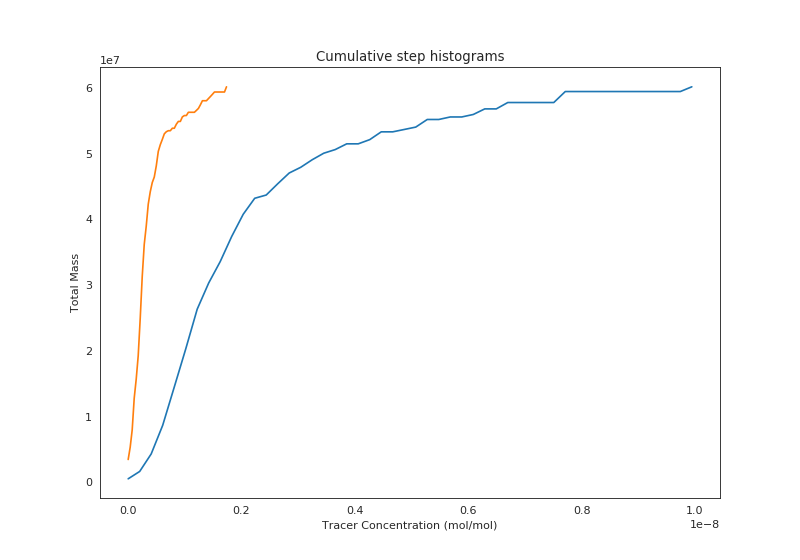 Cumulative step histograms
1e7
6
5
4
3
2
1
0
Total Mass
0.0 0.2 0.4 0.6 0.8 1.0
Tracer Concentration (mol/mol)
1e−8